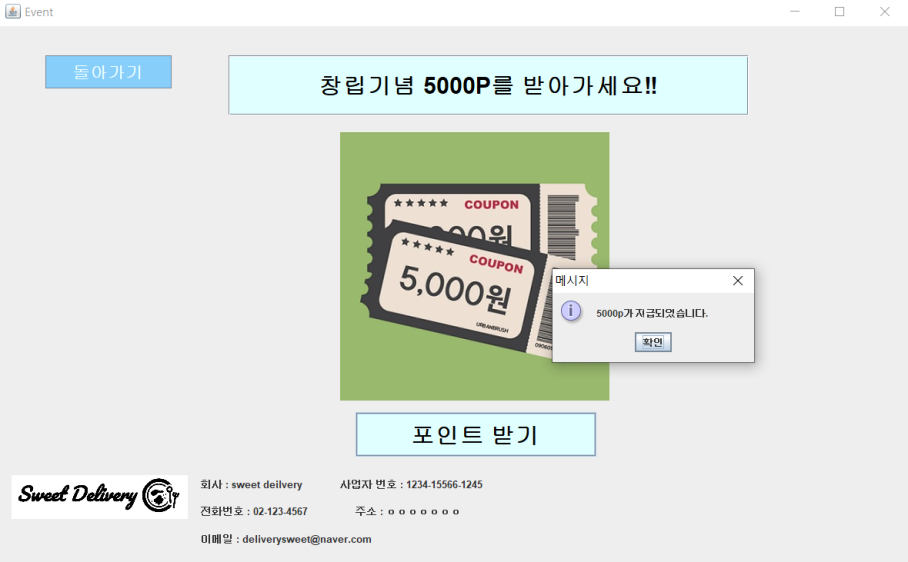 Event
돌아가기
창립기념 5000P를 받아가세요!!
COUPON
COUPON
5,000원
URBANBRUSH
메시지
5000p가 지급되엇습니다.
확인
포인트 받기
Sweet Delivery
회사 : sweet deilvery
사업자 번호 : 1234-15566-1245
전화번호 : 02-123-4567
주소 : ㅇ ㅇ ㅇ ㅇ ㅇ ㅇ ㅇ
이메일 : deliverysweet@naver.com